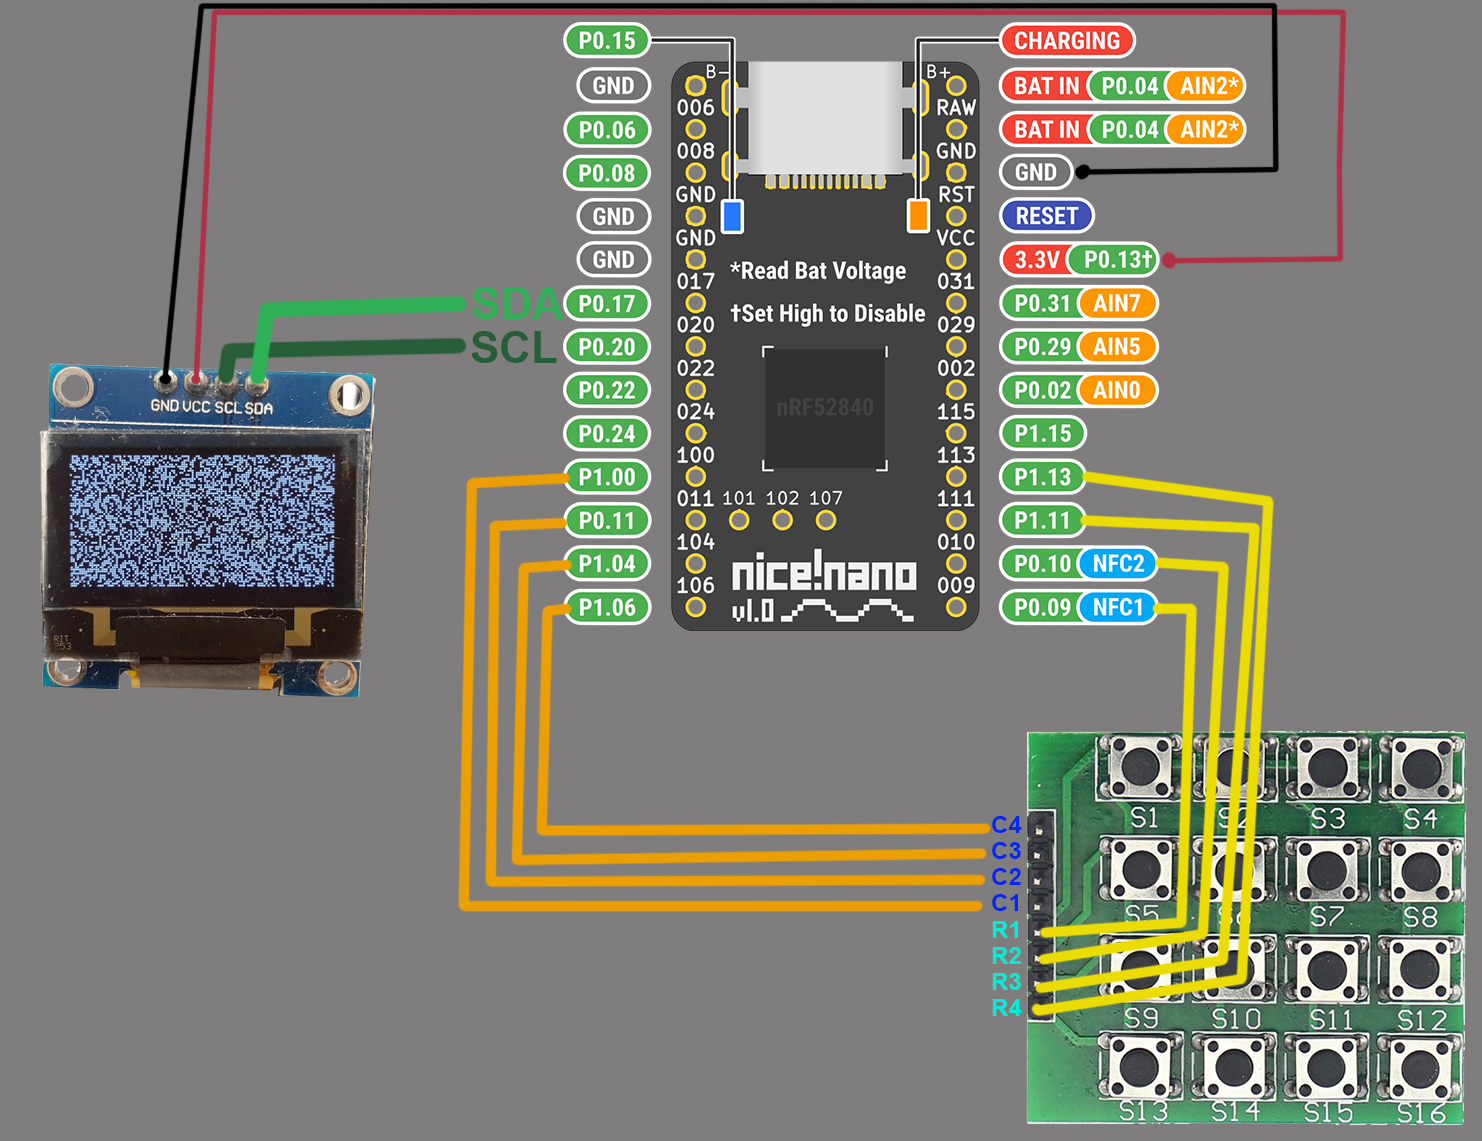 P0.15
CHARGING
B-
B+
GND
BAT IN P0.04 AIN2*
006
RAW
P0.06
BAT IN P0.04 AIN2*
008
GND
P0.08
GND
GND
RST
GND
RESET
GND
VCC
GND
3.3V P0.13†
*Read Bat Voltage
017
031
SDA
P0.17
P0.31 AIN7
†Set High to Disable
020
029
SCL
P0.20
P0.29 AIN5
022
002
P0.22
P0.02 AIN0
GND VCC SCL SDA
nRF52840
024
115
P0.24
P1.15
100
113
P1.00
P1.13
011
101 102 107
111
P0.11
P1.11
104
010
P1.04
P0.10 NFC2
nice!nano
106
009
P1.06
P0.09 NFC1
v1.0
RIT
253
C4
C3
C2
C1
R1
R2
R3
R4
S1 S2 S3 S4
S5 S6 S7 S8
S9 S10 S11 S12
S13 S14 S15 S16